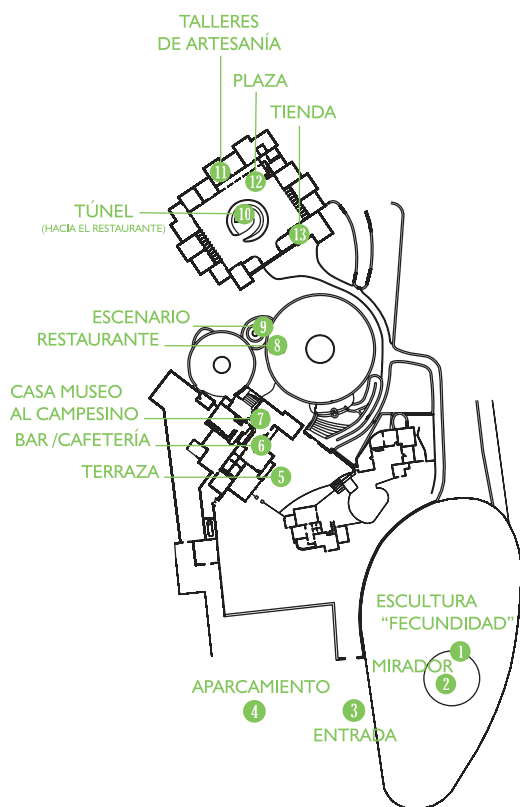 TALLERES
DE ARTESANÍA
PLAZA
TIENDA
11
12
TÚNEL
(HACIA EL RESTAURANTE)
10
13
ESCENARIO
9
RESTAURANTE
8
CASA MUSEO
AL CAMPESINO
7
BAR /CAFETERÍA
6
TERRAZA
5
ESCULTURA
“FECUNDIDAD”
1
MIRADOR
2
APARCAMIENTO
4
3
ENTRADA